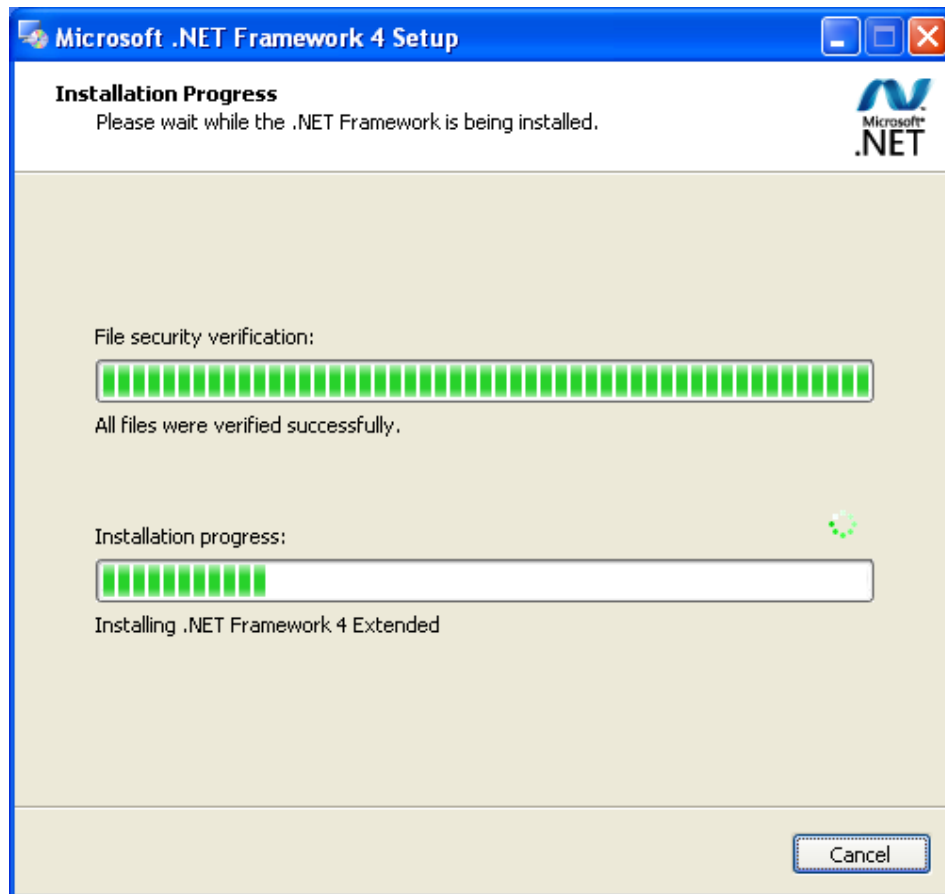 Microsoft .NET Framework 4 Setup
Installation Progress
Please wait while the .NET Framework is being installed.
Microsoft®
.NET
File security verification:
All files were verified successfully.
Installation progress:
Installing .NET Framework 4 Extended
Cancel